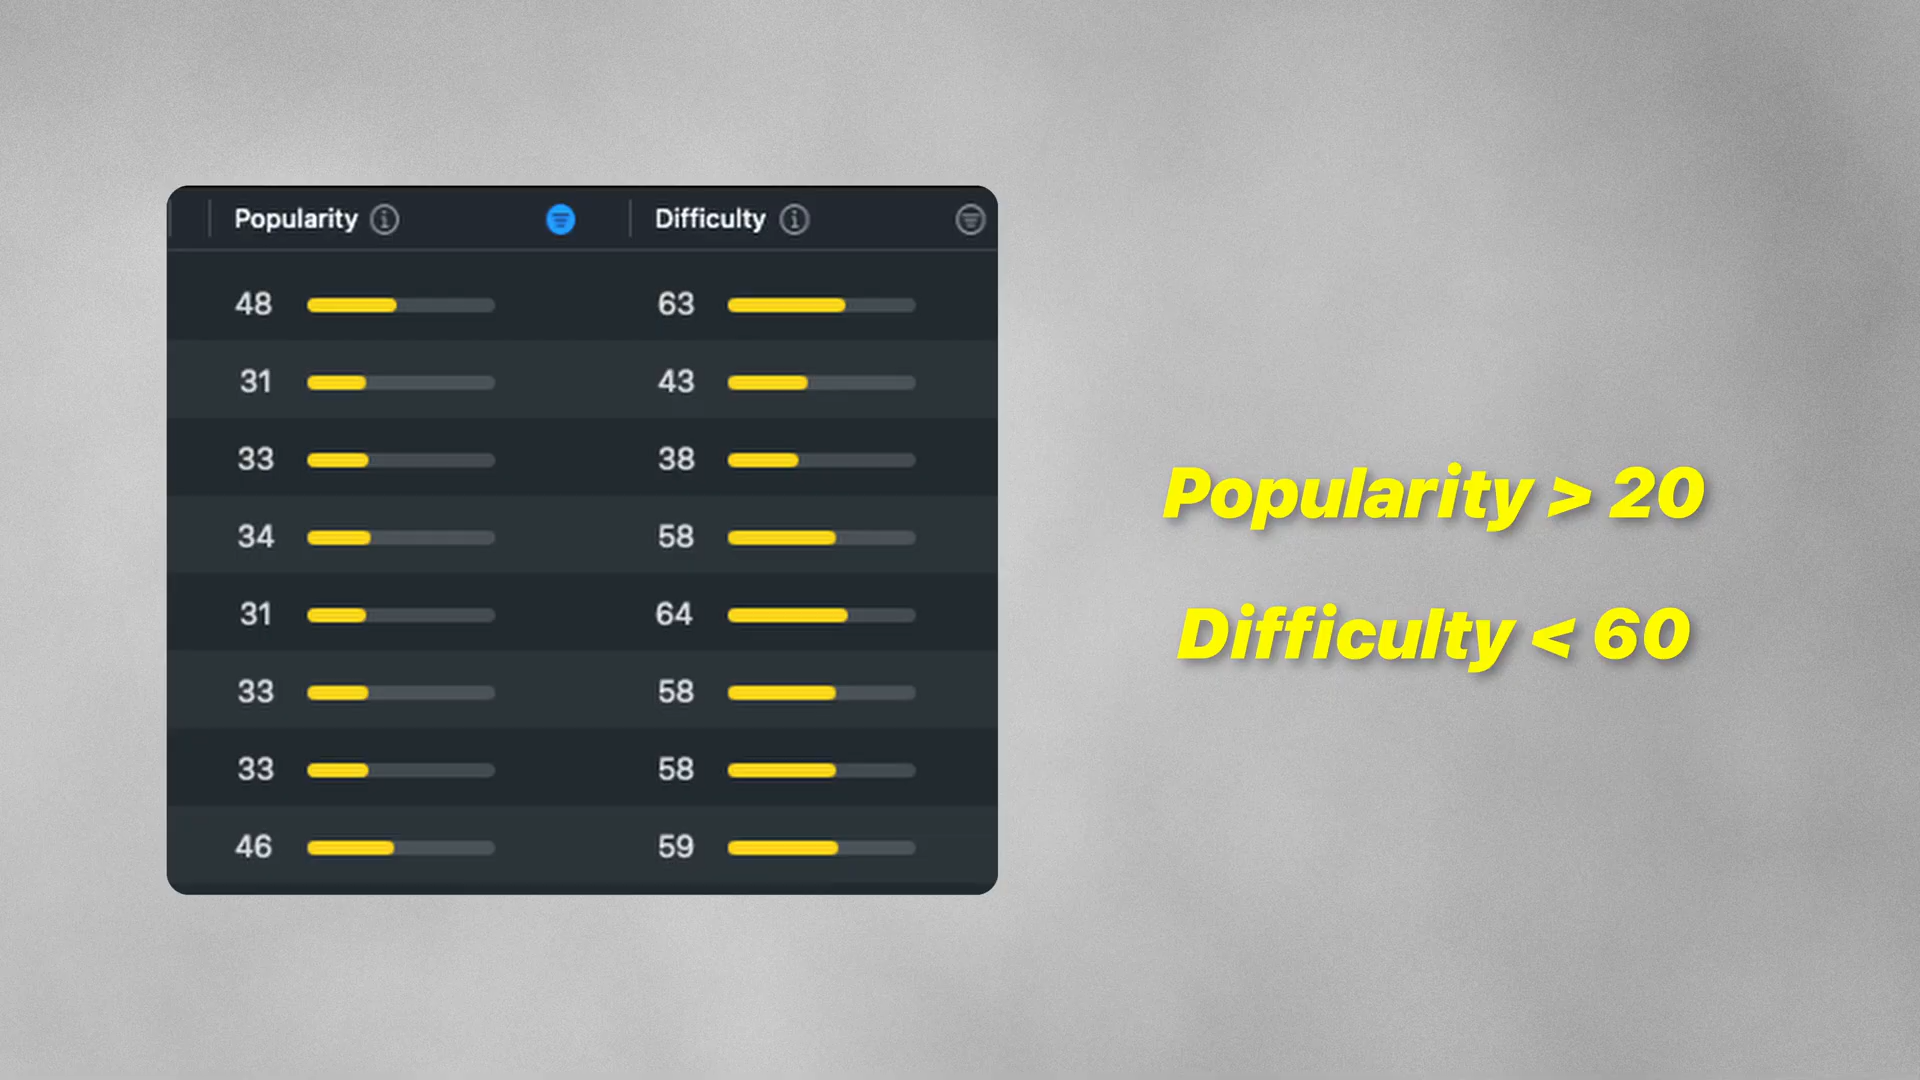 Popularity Difficulty
48 63
31 43
33 38
34 58
31 64
33 58
33 58
46 59
Popularity > 20
Difficulty < 60